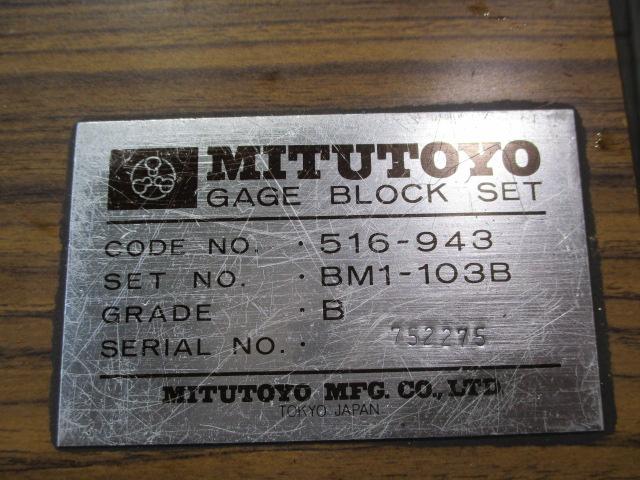 MITUTOYO
GAGE BLOCK SET
CODE NO. · 516-943
SET NO. · BM1-103B
GRADE · B
SERIAL NO. · 752275
MITUTOYO MFG. CO., LTD.
TOKYO JAPAN